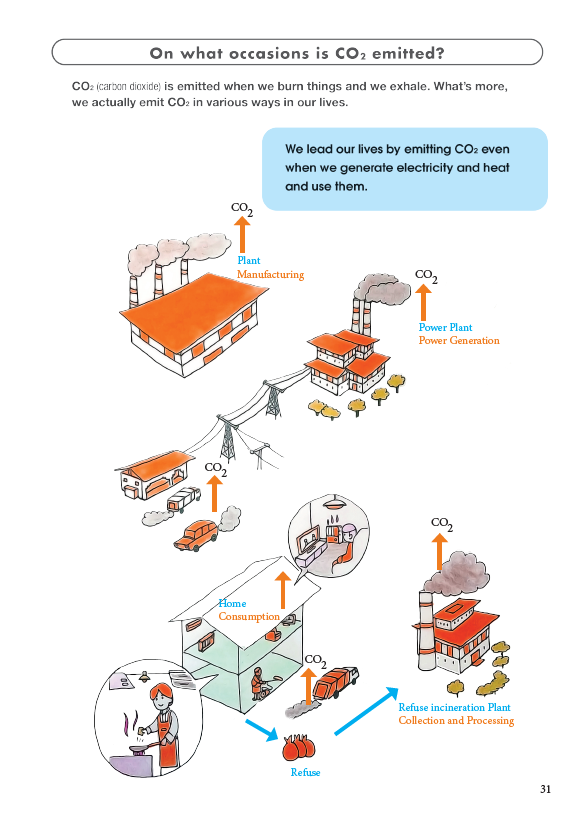 On what occasions is CO2 emitted?
CO2 (carbon dioxide) is emitted when we burn things and we exhale. What's more,
we actually emit CO2 in various ways in our lives.
We lead our lives by emitting CO2 even
when we generate electricity and heat
and use them.
CO2
Plant
Manufacturing
CO2
Power Plant
Power Generation
CO2
CO2
Home
Consumption
CO2
Refuse incineration Plant
Collection and Processing
Refuse
31